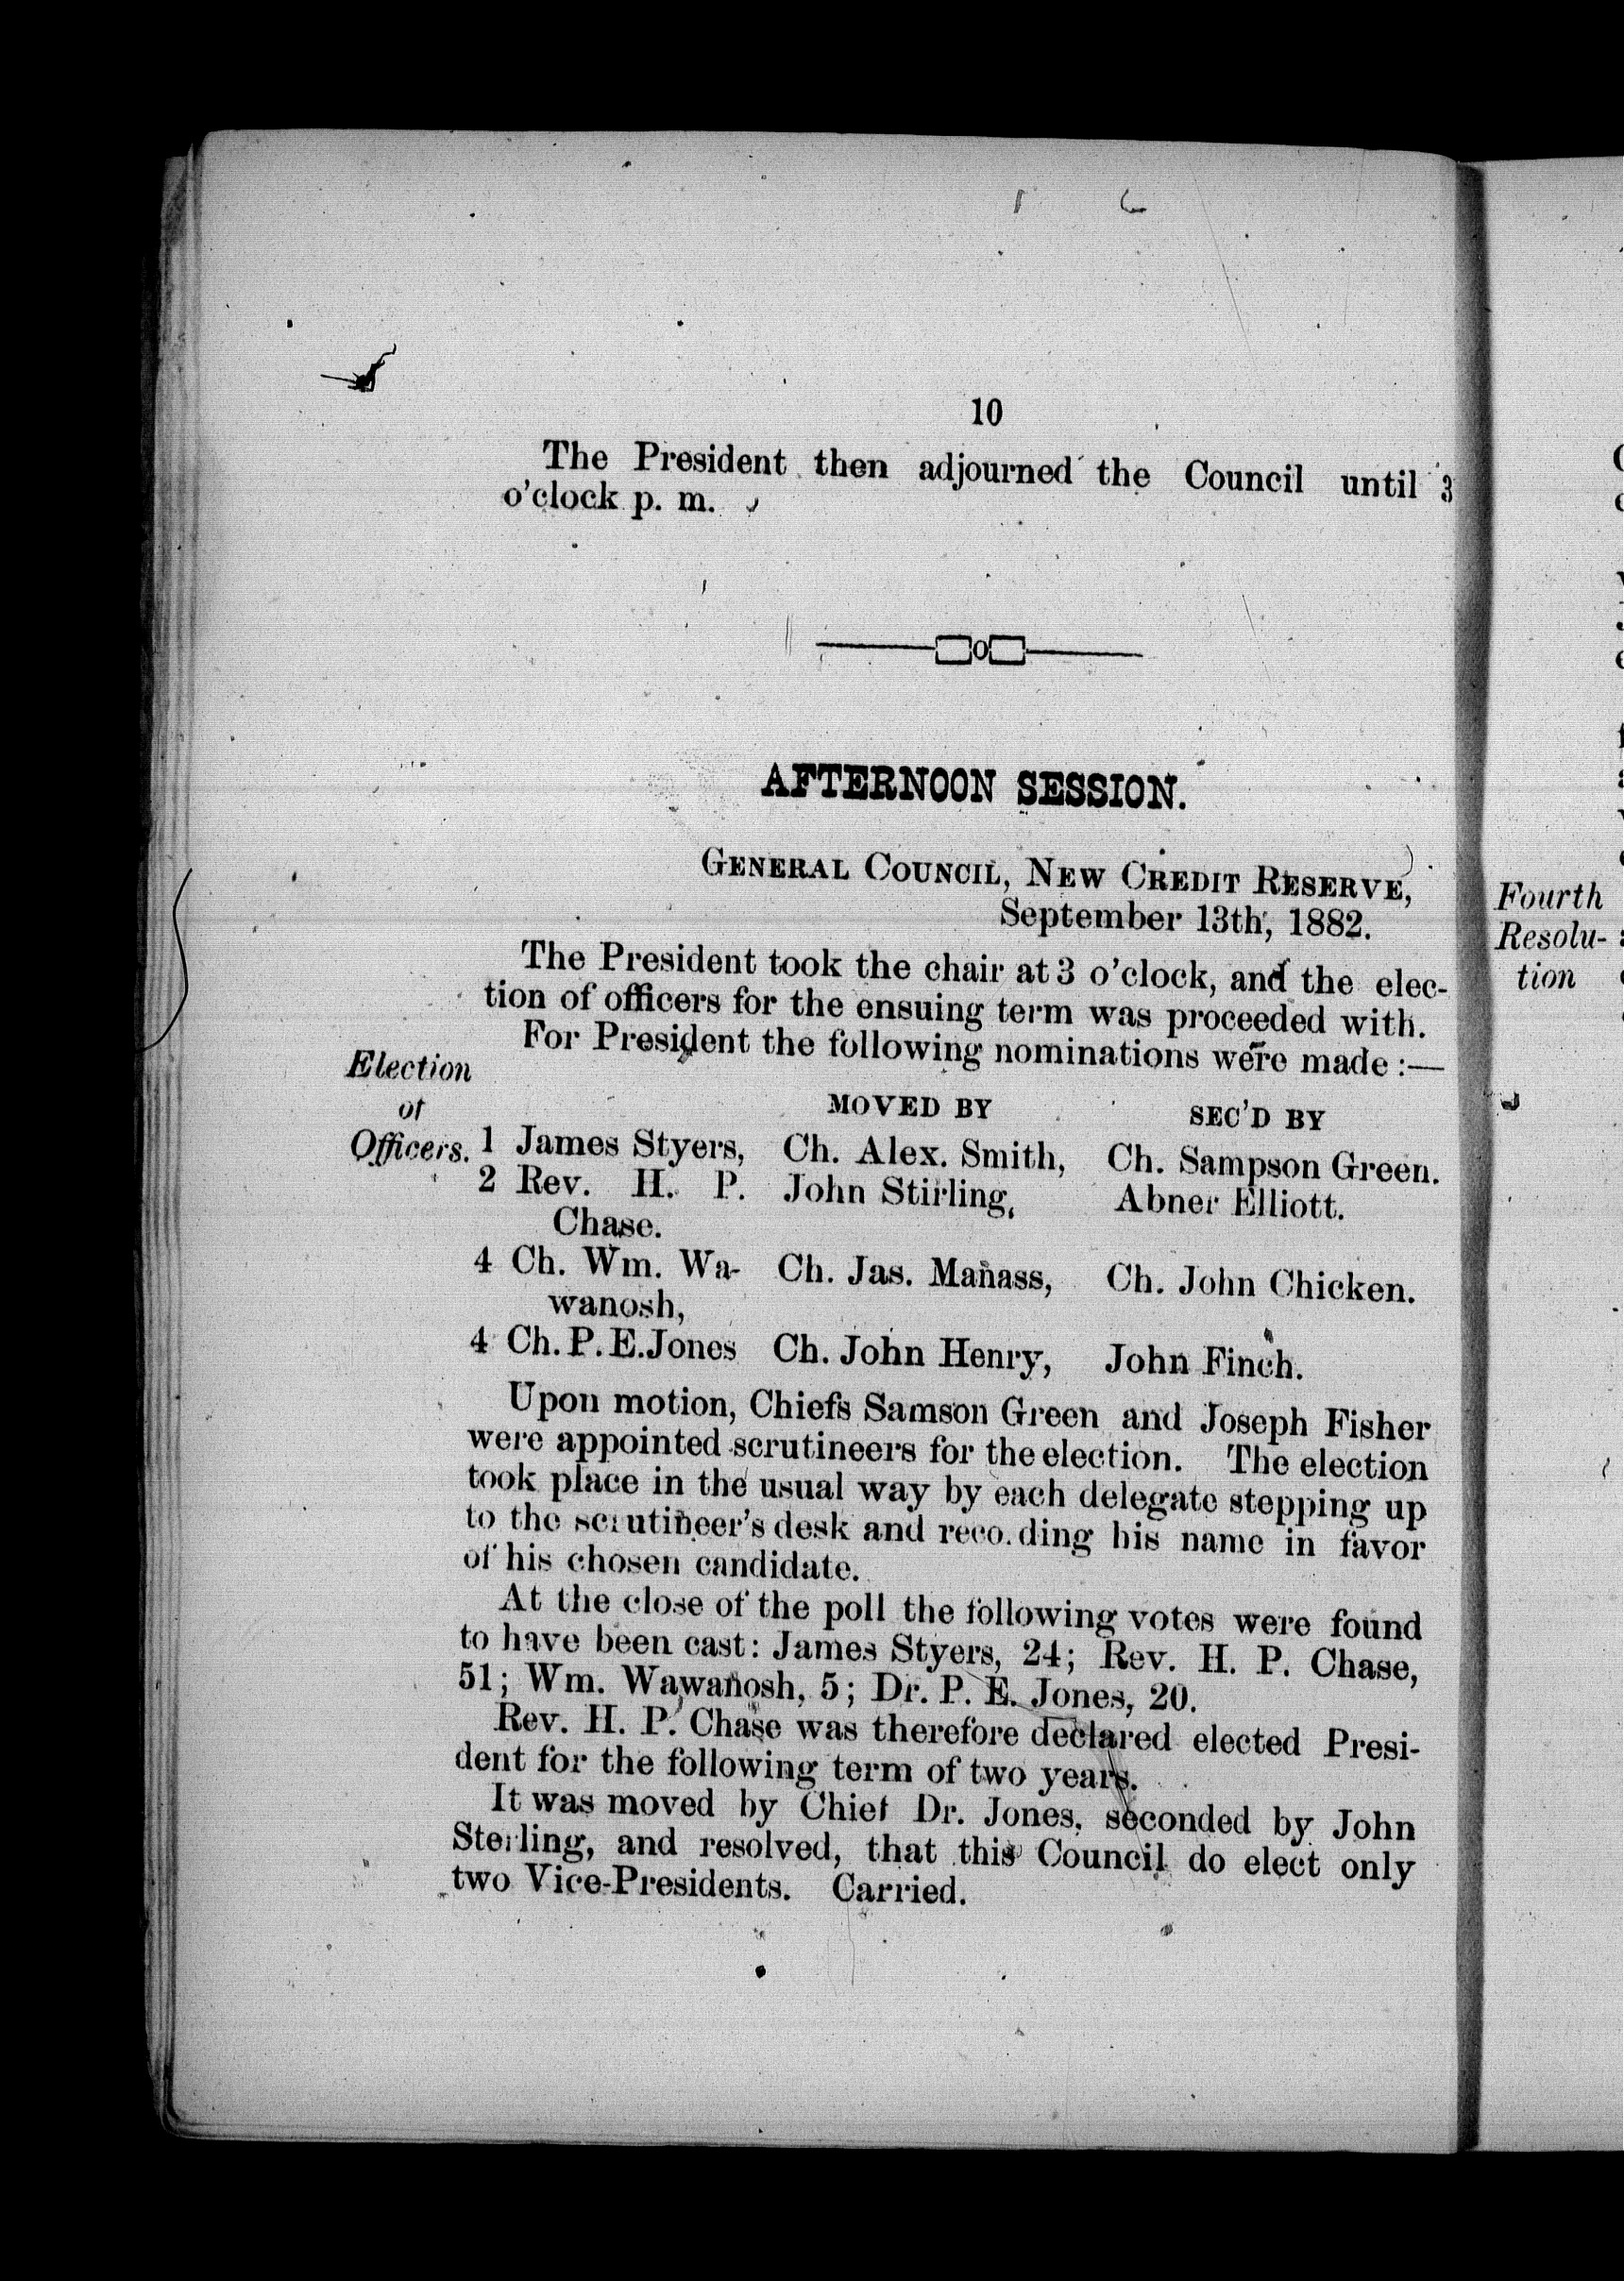 10
The President then adjourned the Council until 3
o'clock p. m.
AFTERNOON SESSION.
GENERAL COUNCIL, NEW CREDIT RESERVE,
September 13th, 1882.
The President took the chair at 3 o'clock, and the elec-
tion of officers for the ensuing term was proceeded with.
For President the following nominations were made :—
Election
of
Officers.
MOVED BY SEC'D BY
1 James Styers, Ch. Alex. Smith, Ch. Sampson Green.
2 Rev. H. P. John Stirling, Abner Elliott.
Chase.
4 Ch. Wm. Wa- Ch. Jas. Manass, Ch. John Chicken.
wanosh,
4 Ch. P. E. Jones Ch. John Henry, John Finch.
Upon motion, Chiefs Samson Green and Joseph Fisher
were appointed scrutineers for the election. The election
took place in the usual way by each delegate stepping up
to the scrutineer's desk and recording his name in favor
of his chosen candidate.
At the close of the poll the following votes were found
to have been cast: James Styers, 24; Rev. H. P. Chase,
51; Wm. Wawanosh, 5; Dr. P. E. Jones, 20.
Rev. H. P. Chase was therefore declared elected Presi-
dent for the following term of two years.
It was moved by Chief Dr. Jones, seconded by John
Sterling, and resolved, that this Council do elect only
two Vice-Presidents. Carried.
Fourth
Resolu-
tion